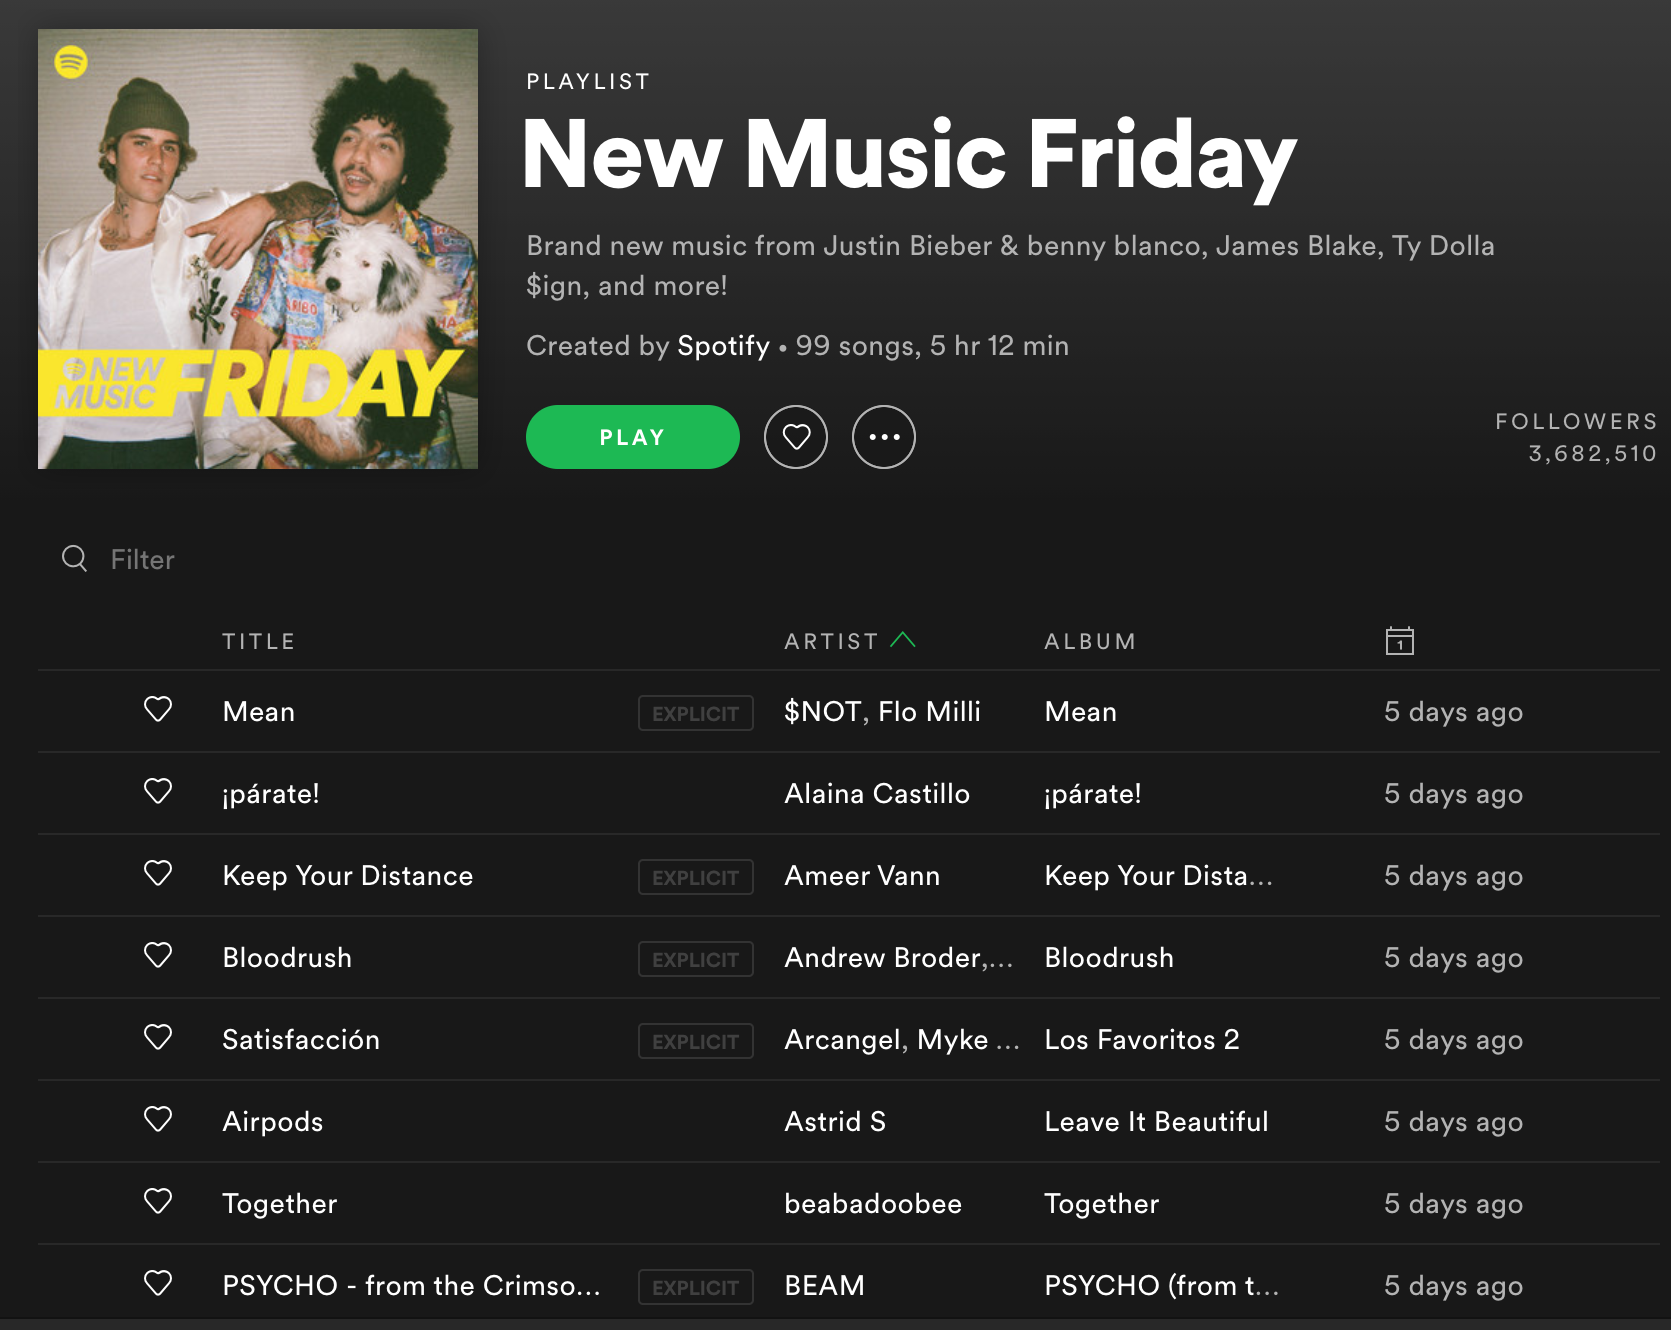 PLAYLIST
New Music Friday
Brand new music from Justin Bieber & benny blanco, James Blake, Ty Dolla
$ign, and more!
Created by Spotify • 99 songs, 5 hr 12 min
PLAY
FOLLOWERS
3,682,510
NEW
MUSIC
FRIDAY
HARIBO
Filter
TITLE ARTIST ALBUM 1
Mean EXPLICIT $NOT, Flo Milli Mean 5 days ago
¡párate! Alaina Castillo ¡párate! 5 days ago
Keep Your Distance EXPLICIT Ameer Vann Keep Your Dista... 5 days ago
Bloodrush EXPLICIT Andrew Broder,... Bloodrush 5 days ago
Satisfacción EXPLICIT Arcangel, Myke ... Los Favoritos 2 5 days ago
Airpods Astrid S Leave It Beautiful 5 days ago
Together beabadoobee Together 5 days ago
PSYCHO - from the Crimso... EXPLICIT BEAM PSYCHO (from t... 5 days ago